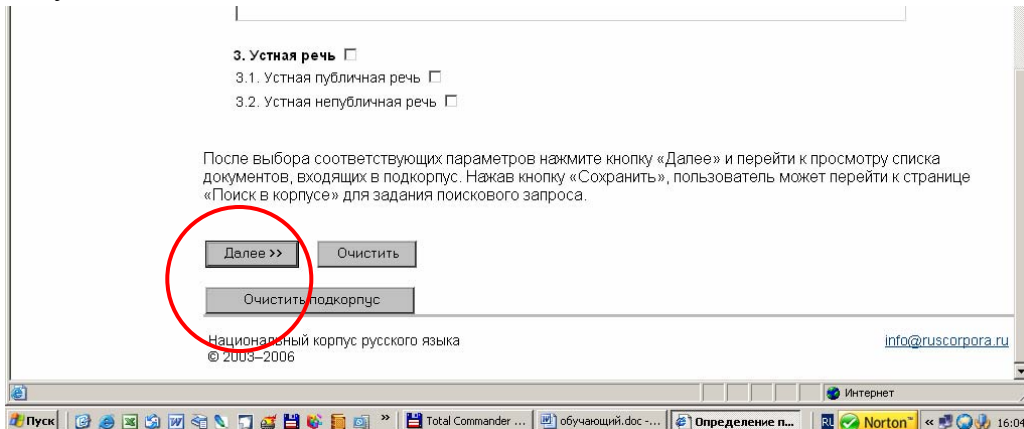 3. Устная речь
3.1. Устная публичная речь
3.2. Устная непубличная речь
После выбора соответствующих параметров нажмите кнопку «Далее» и перейти к просмотру списка
документов, входящих в подкорпус. Нажав кнопку «Сохранить», пользователь может перейти к странице
«Поиск в корпусе» для задания поискового запроса.
Далее >> Очистить
Очистить подкорпус
Национальный корпус русского языка info@ruscorpora.ru
© 2003–2006
Интернет
Пуск » Total Commander ... обучающий.doc -... Определение п... RU Norton™ « 16:04